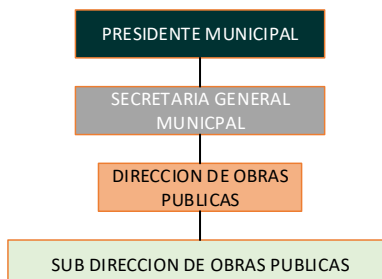 PRESIDENTE MUNICIPAL
SECRETARIA GENERAL
MUNICPAL
DIRECCION DE OBRAS
PUBLICAS
SUB DIRECCION DE OBRAS PUBLICAS